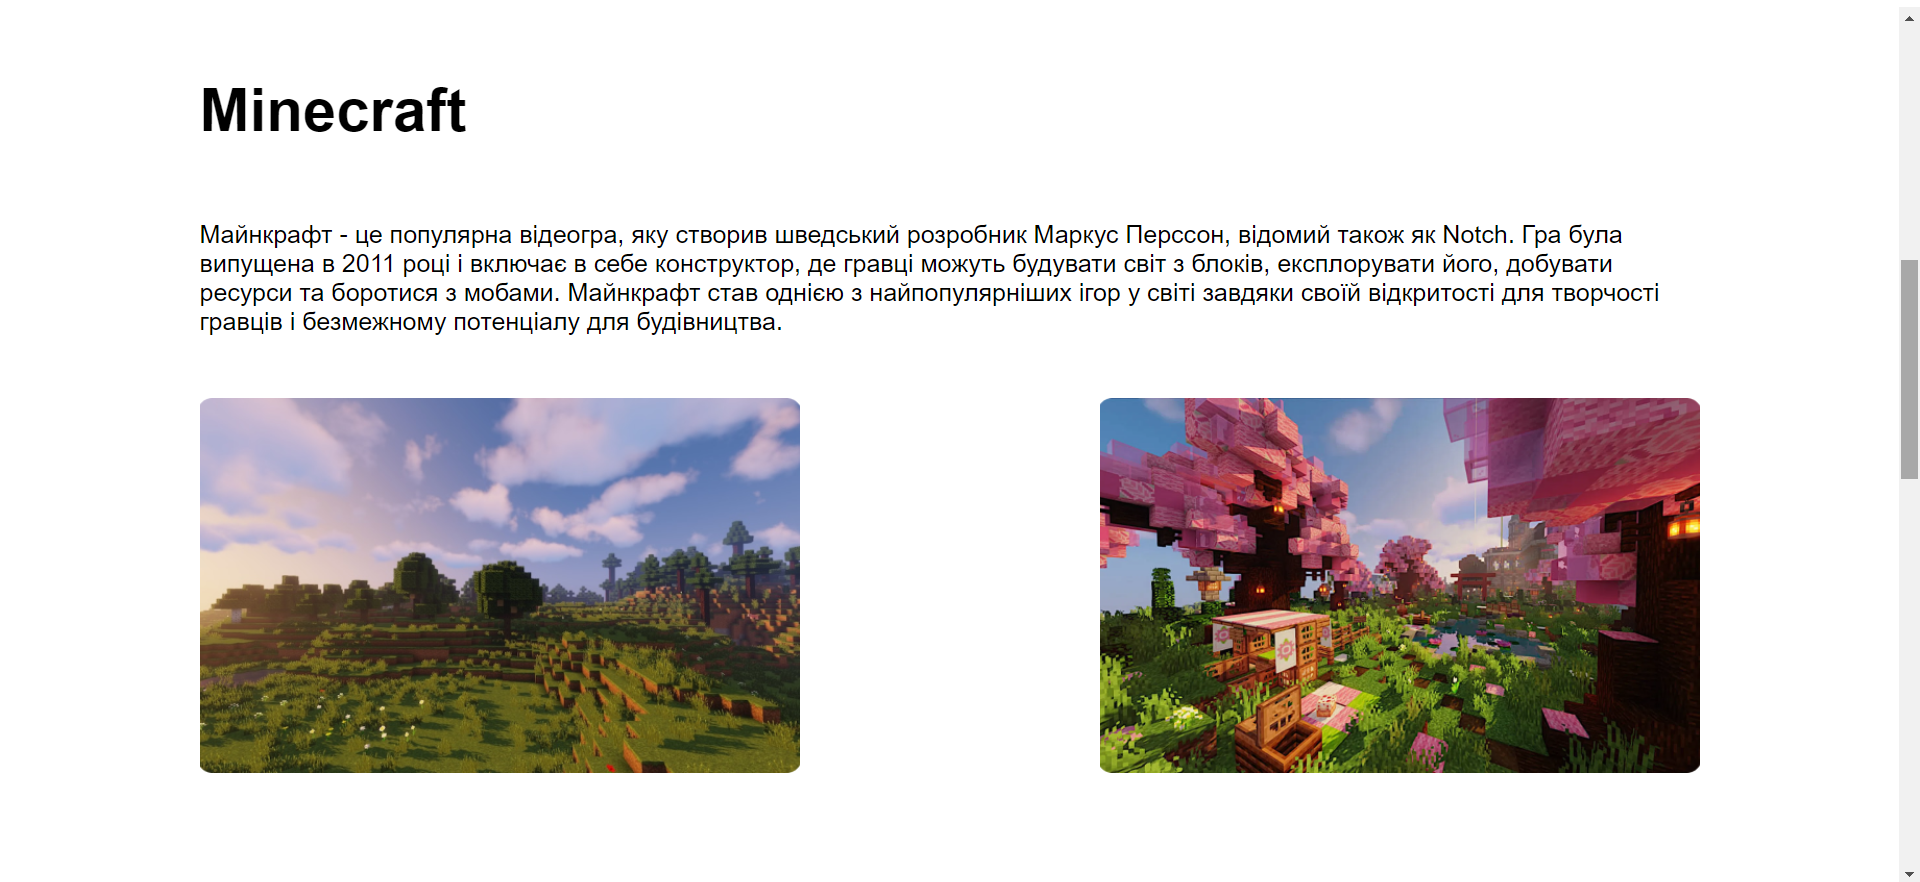 Minecraft
Майнкрафт - це популярна відеогра, яку створив шведський розробник Маркус Перссон, відомий також як Notch. Гра була
випущена в 2011 році і включає в себе конструктор, де гравці можуть будувати світ з блоків, експлорувати його, добувати
ресурси та боротися з мобами. Майнкрафт став однією з найпопулярніших ігор у світі завдяки своїй відкритості для творчості
гравців і безмежному потенціалу для будівництва.